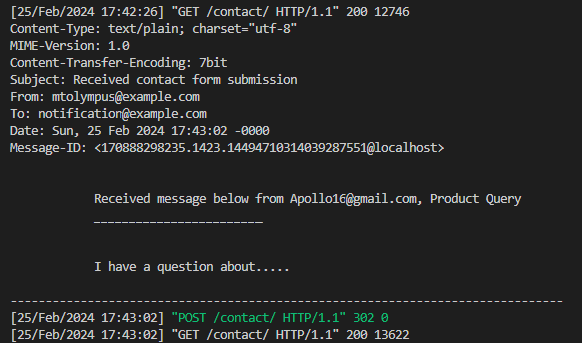 [25/Feb/2024 17:42:26] "GET /contact/ HTTP/1.1" 200 12746
Content-Type: text/plain; charset="utf-8"
MIME-Version: 1.0
Content-Transfer-Encoding: 7bit
Subject: Received contact form submission
From: mtolympus@example.com
To: notification@example.com
Date: Sun, 25 Feb 2024 17:43:02 -0000
Message-ID: <170888298235.1423.14494710314039287551@localhost>
Received message below from Apollo16@gmail.com, Product Query
________________________
I have a question about.....
-------------------------------------------------------------------------------
[25/Feb/2024 17:43:02] "POST /contact/ HTTP/1.1" 302 0
[25/Feb/2024 17:43:02] "GET /contact/ HTTP/1.1" 200 13622